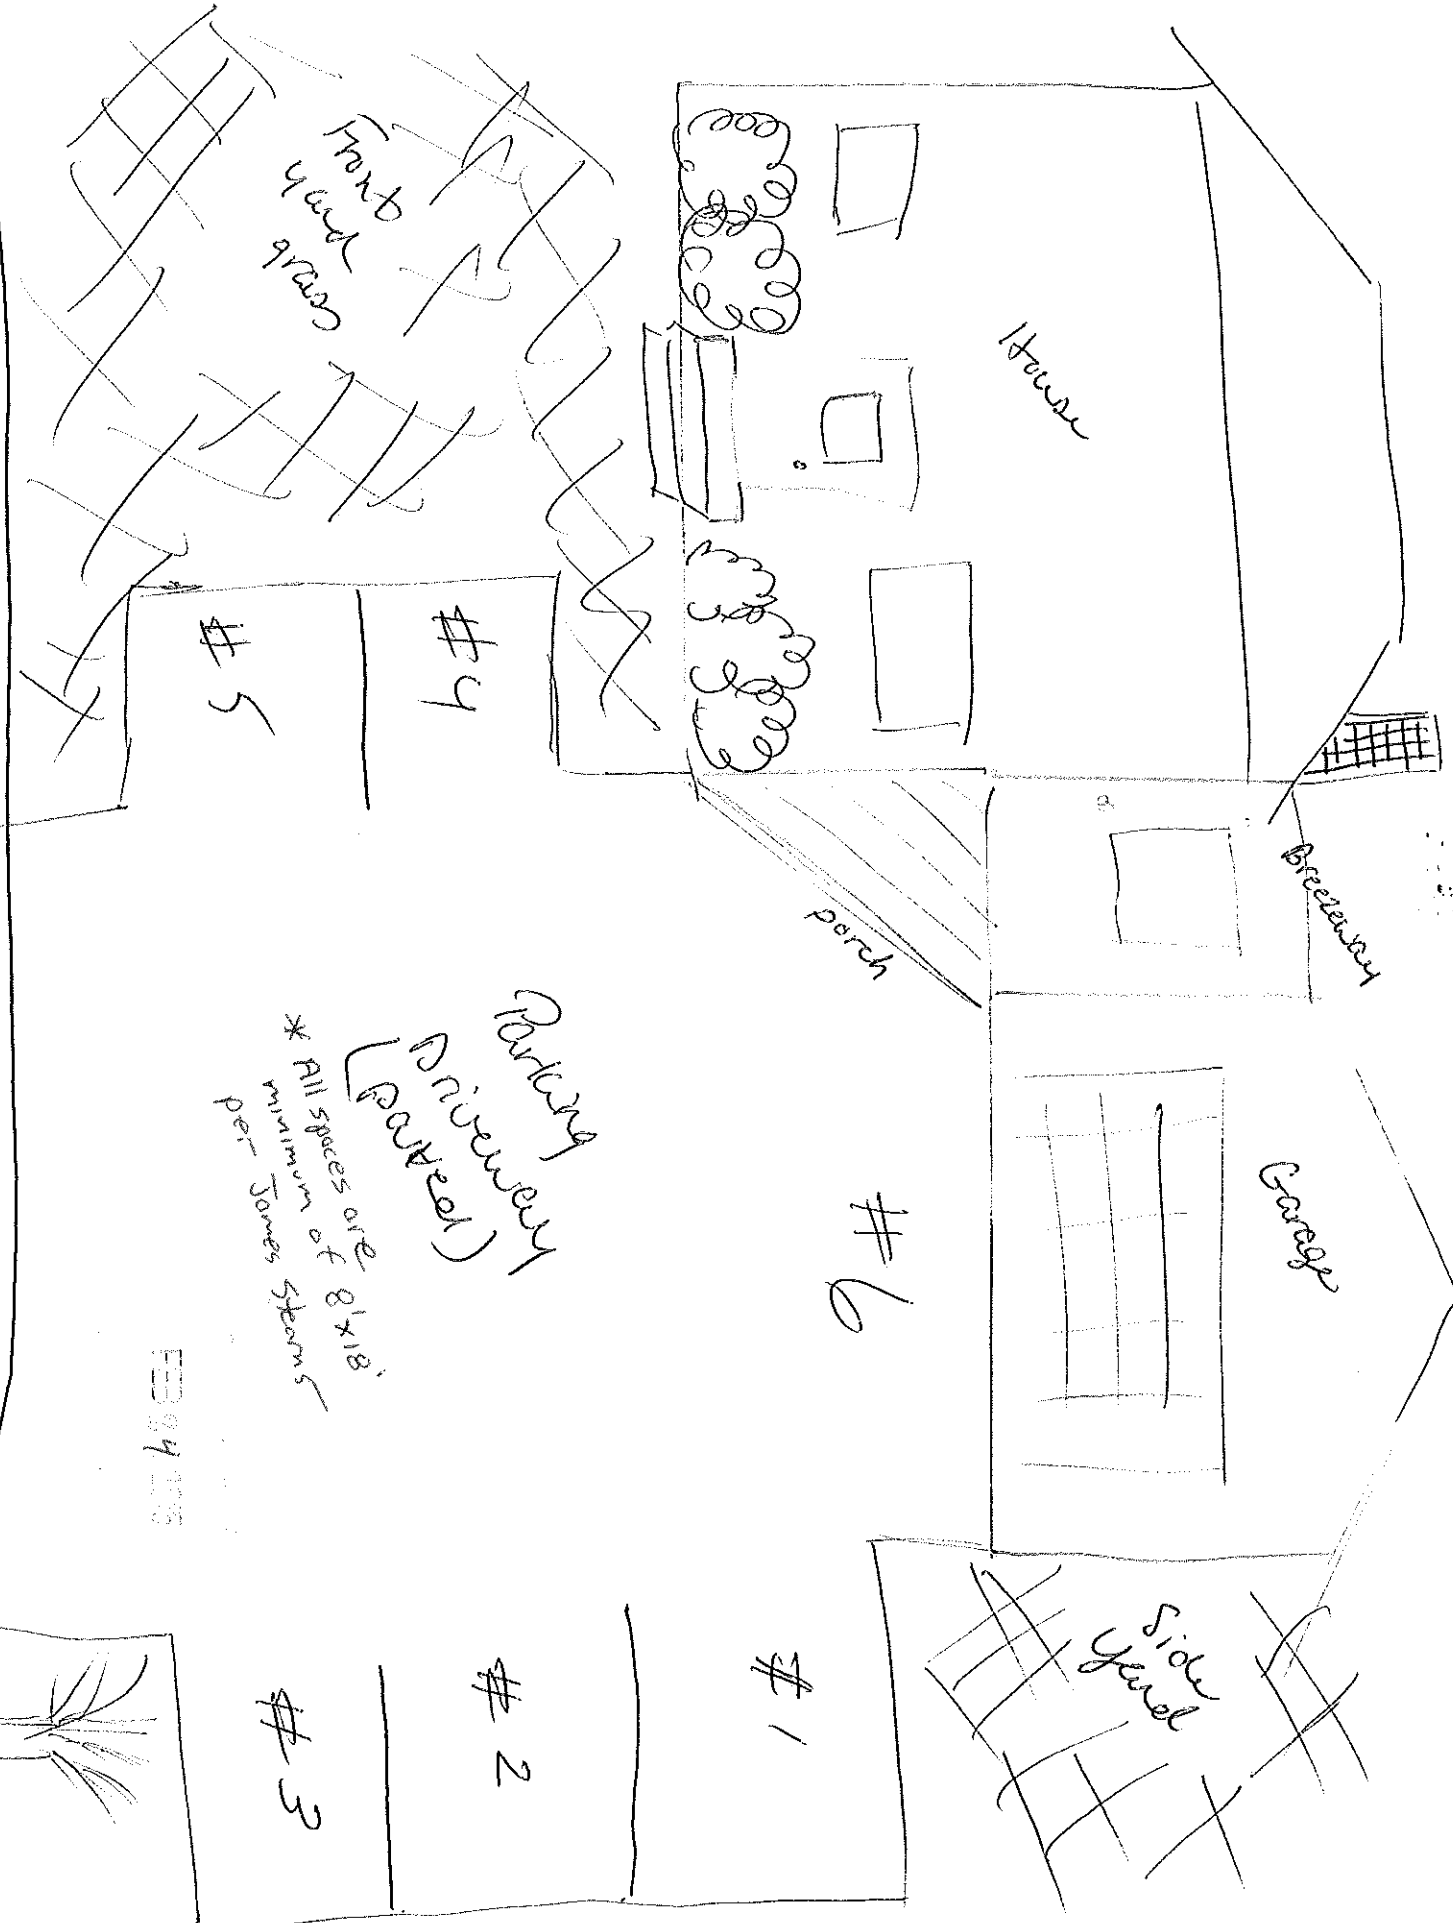 House
Breezeway
Garage
Side
yard
porch
Front
yard
grass
#4
#5
#6
Parking
Driveway
(paved)
* All spaces are
minimum of 8'x18'
per James Stearns
#1
#2
#3